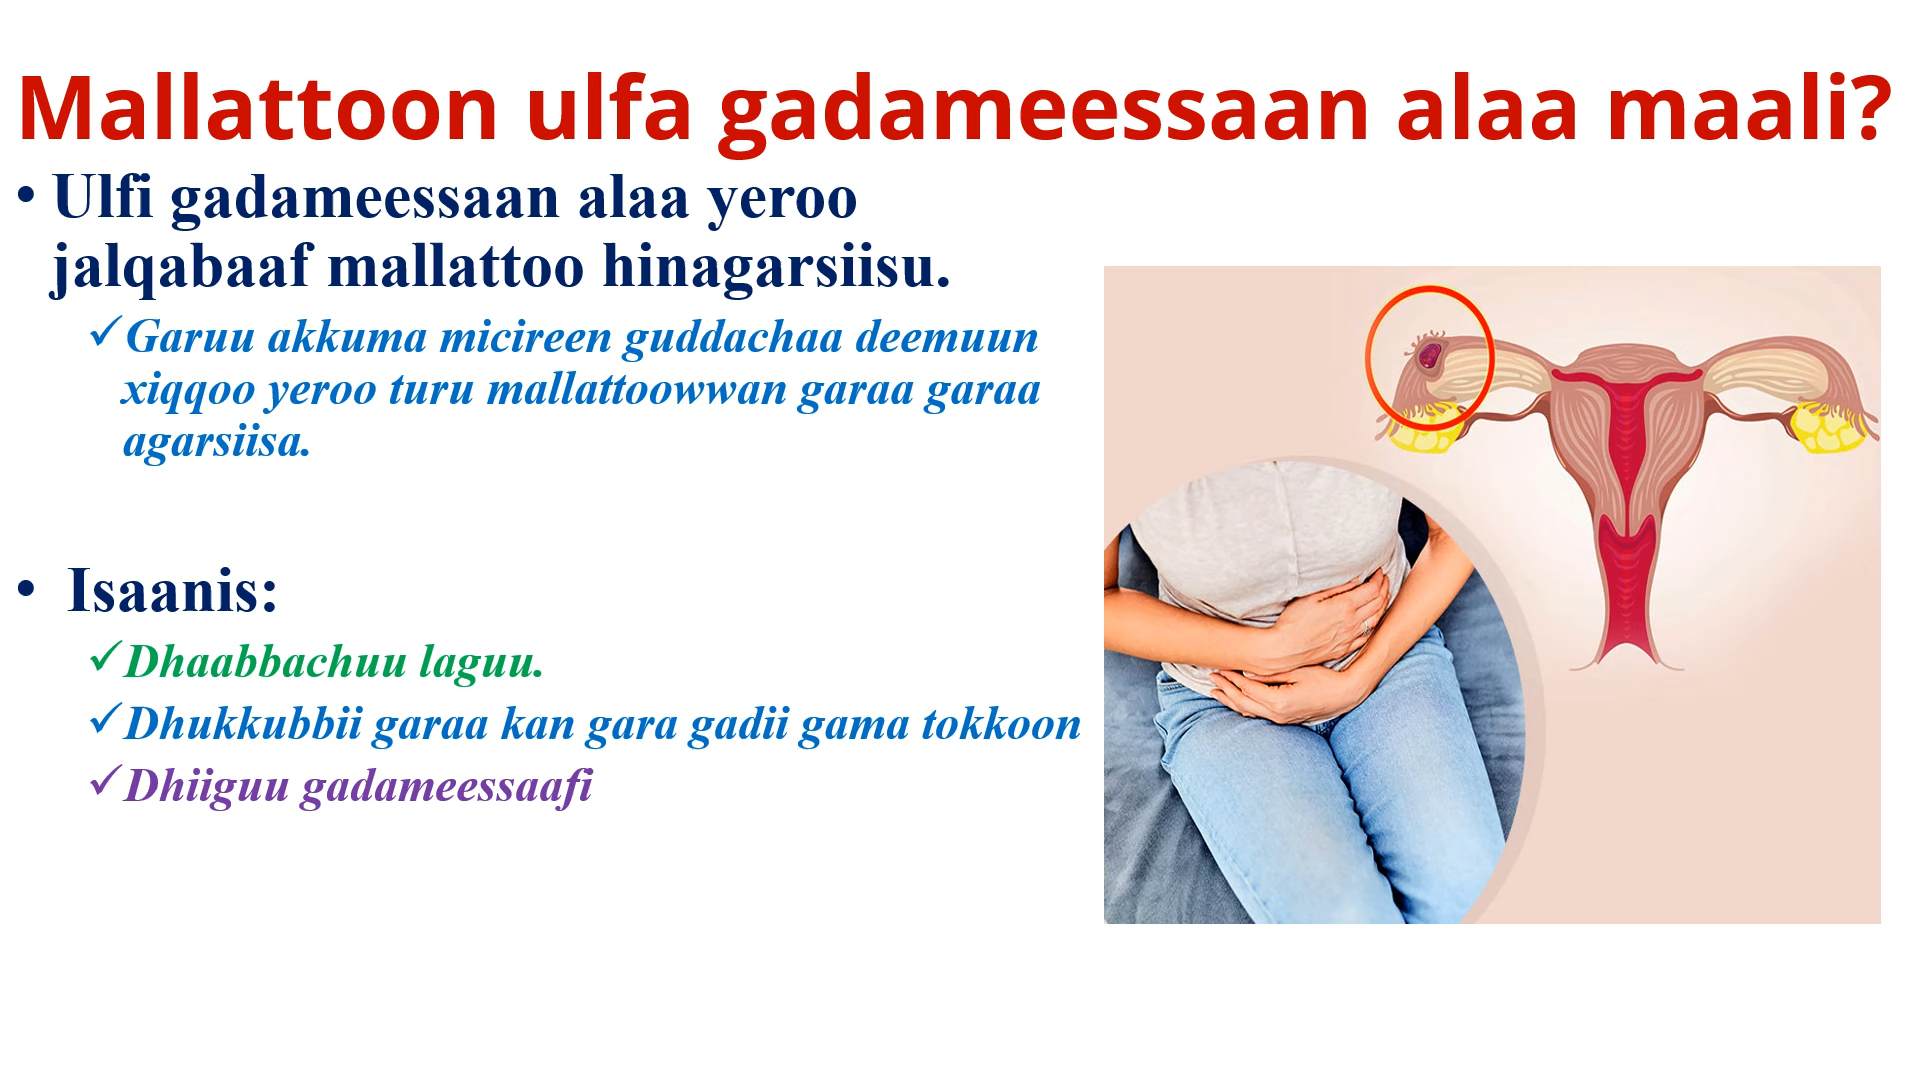 Mallattoon ulfa gadameessaan alaa maali?
• Ulfi gadameessaan alaa yeroo
jalqabaaf mallattoo hinagarsiisu.
✓Garuu akkuma micireen guddachaa deemuun
xiqqoo yeroo turu mallattoowwan garaa garaa
agarsiisa.
• Isaanis:
✓Dhaabbachuu laguu.
✓Dhukkubbii garaa kan gara gadii gama tokkoon
✓Dhiiguu gadameessaafi